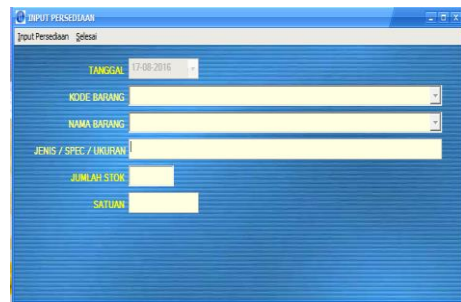 INPUT PERSEDIAAN
Input Persediaan Selesai
TANGGAL 17-08-2016
KODE BARANG
NAMA BARANG
JENIS / SPEC / UKURAN
JUMLAH STOK
SATUAN